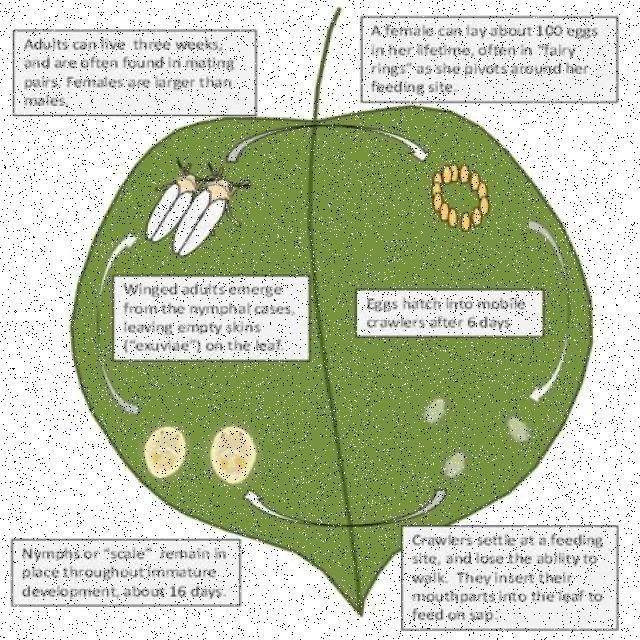 Adults can live three weeks,
and are often found in mating
pairs. Females are larger than
males.
A female can lay about 100 eggs
in her lifetime, often in "fairy
rings" as she pivots around her
feeding site.
Winged adults emerge
from the nymphal cases,
leaving empty skins
("exuviae") on the leaf.
Eggs hatch into mobile
crawlers after 6 days
Nymphs or "scale" remain in
place throughout immature
development, about 16 days.
Crawlers settle at a feeding
site, and lose the ability to
walk. They insert their
mouthparts into the leaf to
feed on sap.